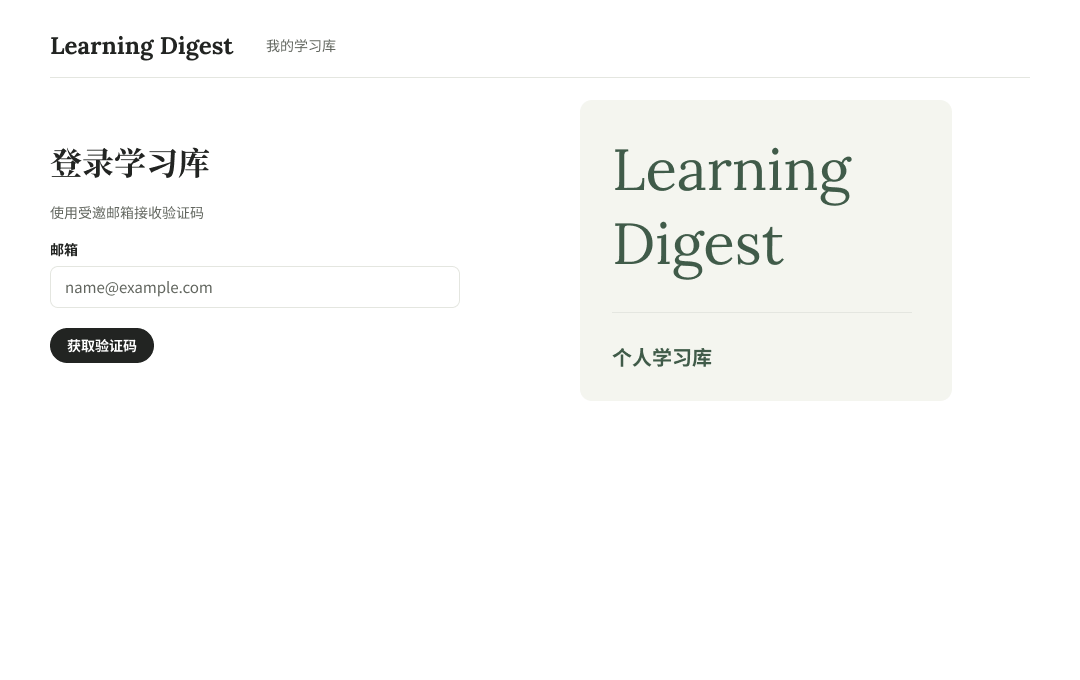 Learning Digest
我的学习库
登录学习库
使用受邀邮箱接收验证码
邮箱
name@example.com
获取验证码
Learning
Digest
个人学习库